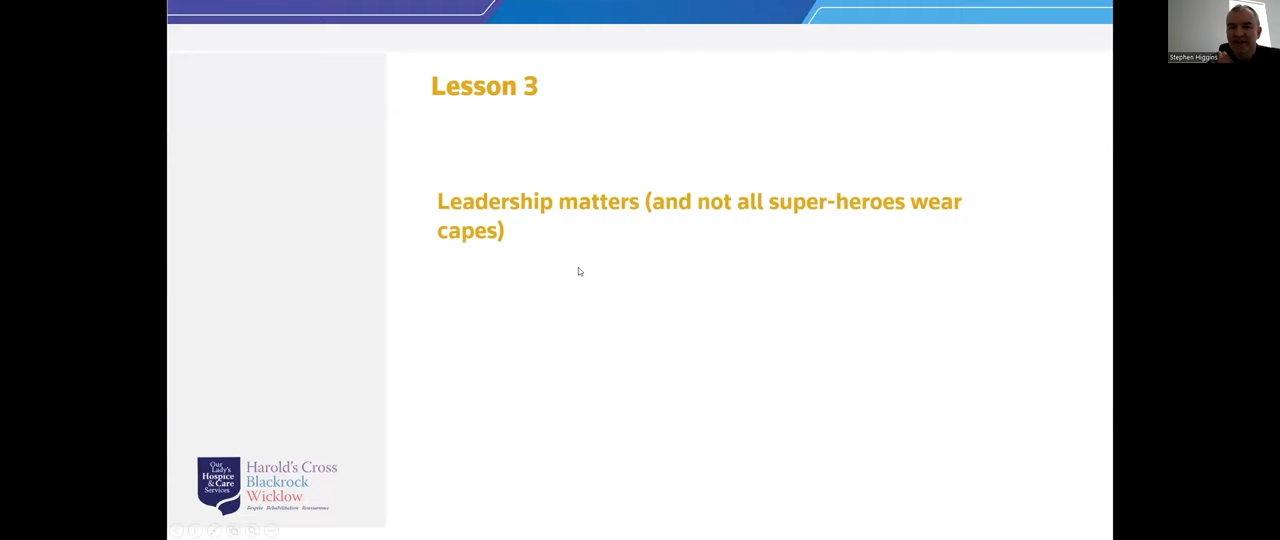 Stephen Higgins
Lesson 3
Leadership matters (and not all super-heroes wear
capes)
Our
Lady's
Hospice
& Care
Services
Harold's Cross
Blackrock
Wicklow
Respite Rehabilitation Reassurance